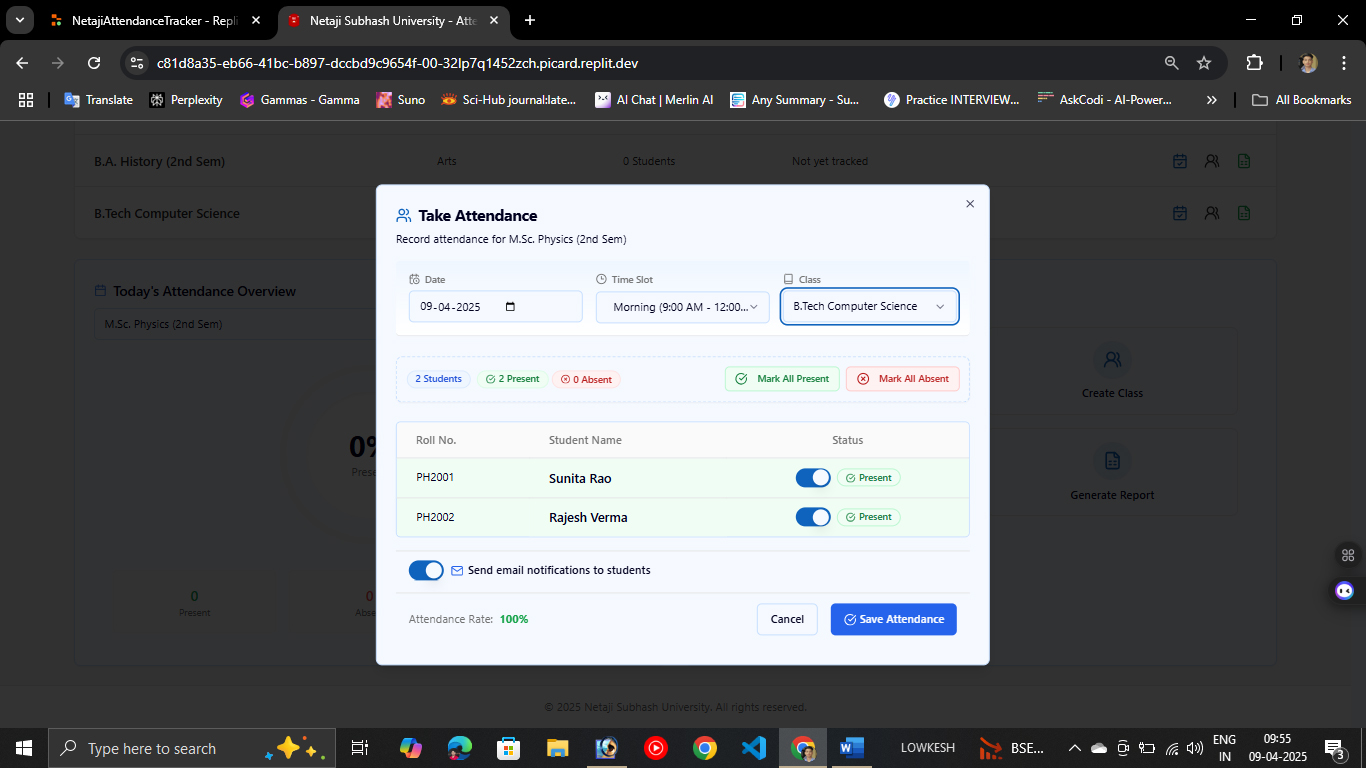 NetajiAttendanceTracker - Repli
Netaji Subhash University - Atte
c81d8a35-eb66-41bc-b897-dccbd9c9654f-00-32lp7q1452zch.picard.replit.dev
Translate
Perplexity
Gammas - Gamma
Suno
Sci-Hub journal:late...
AI Chat | Merlin AI
Any Summary - Su...
Practice INTERVIEW...
AskCodi - AI-Power...
All Bookmarks
B.A. History (2nd Sem) Arts 0 Students Not yet tracked
B.Tech Computer Science
Today's Attendance Overview
M.Sc. Physics (2nd Sem)
0%
Prese
0
Present
0
Abse
Create Class
Generate Report
Take Attendance
Record attendance for M.Sc. Physics (2nd Sem)
Date Time Slot Class
09-04-2025 Morning (9:00 AM - 12:00... B.Tech Computer Science
2 Students 2 Present 0 Absent Mark All Present Mark All Absent
Roll No. Student Name Status
PH2001 Sunita Rao Present
PH2002 Rajesh Verma Present
Send email notifications to students
Attendance Rate: 100% Cancel Save Attendance
© 2025 Netaji Subhash University. All rights reserved.
Type here to search
LOWKESH
BSE...
ENG
IN
09:55
09-04-2025
3